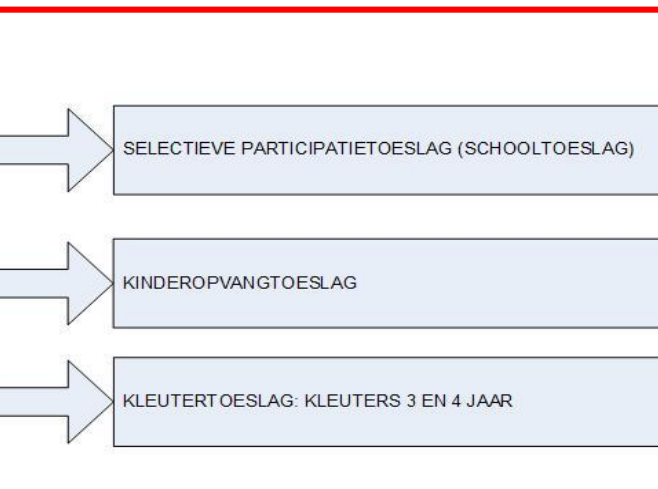 SELECTIEVE PARTICIPATIETOESLAG (SCHOOLTOESLAG)
KINDEROPVANGTOESLAG
KLEUTERTOESLAG: KLEUTERS 3 EN 4 JAAR